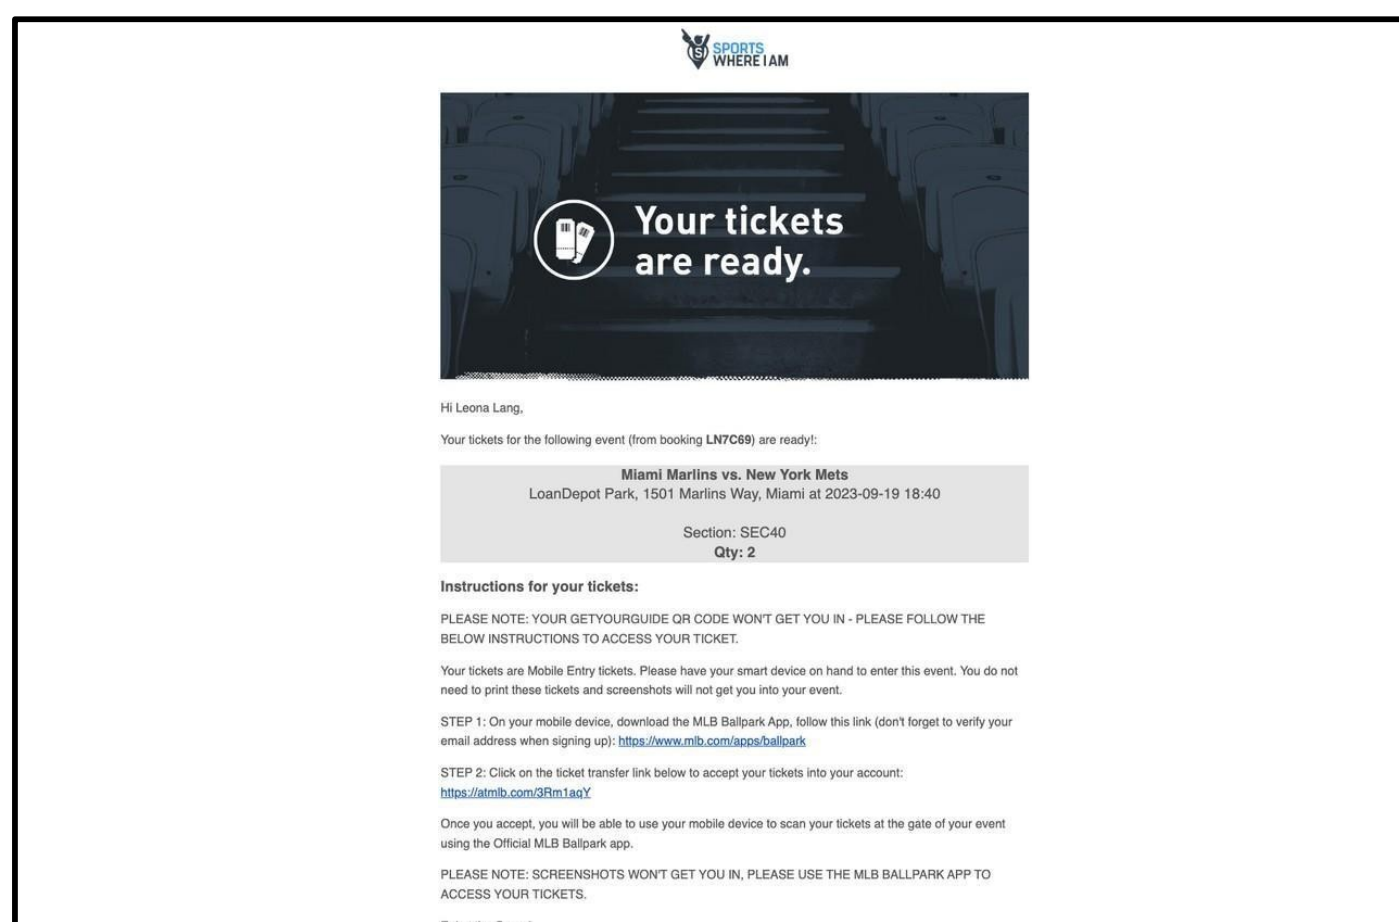 SPORTS
WHERE I AM
Your tickets
are ready.
Hi Leona Lang,
Your tickets for the following event (from booking LN7C69) are ready!:
Miami Marlins vs. New York Mets
LoanDepot Park, 1501 Marlins Way, Miami at 2023-09-19 18:40
Section: SEC40
Qty: 2
Instructions for your tickets:
PLEASE NOTE: YOUR GETYOURGUIDE QR CODE WON'T GET YOU IN - PLEASE FOLLOW THE
BELOW INSTRUCTIONS TO ACCESS YOUR TICKET.
Your tickets are Mobile Entry tickets. Please have your smart device on hand to enter this event. You do not
need to print these tickets and screenshots will not get you into your event.
STEP 1: On your mobile device, download the MLB Ballpark App, follow this link (don't forget to verify your
email address when signing up): https://www.mlb.com/apps/ballpark
STEP 2: Click on the ticket transfer link below to accept your tickets into your account:
https://atmlb.com/3Rm1aqY
Once you accept, you will be able to use your mobile device to scan your tickets at the gate of your event
using the Official MLB Ballpark app.
PLEASE NOTE: SCREENSHOTS WON'T GET YOU IN, PLEASE USE THE MLB BALLPARK APP TO
ACCESS YOUR TICKETS.